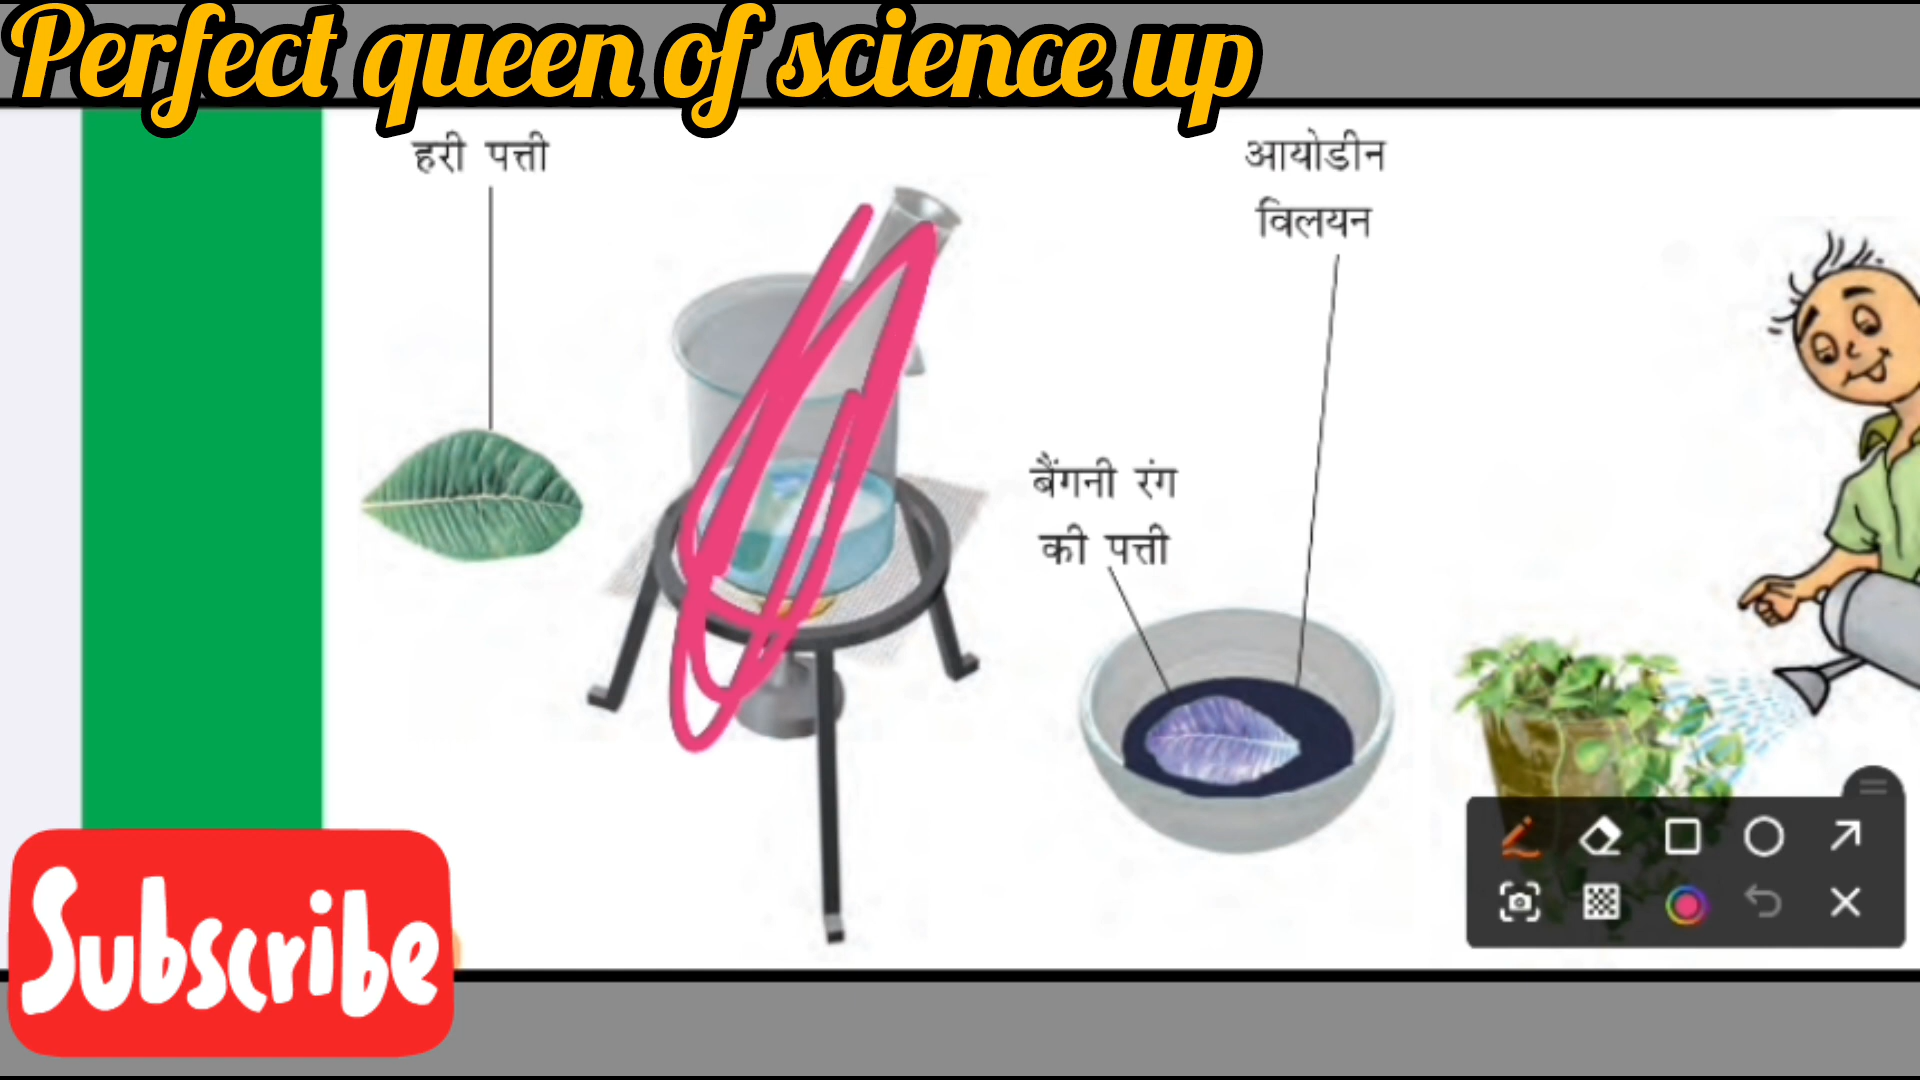 Perfect queen of science up
हरी पत्ती
आयोडीन
विलयन
बैंगनी रंग
की पत्ती
Subscribe